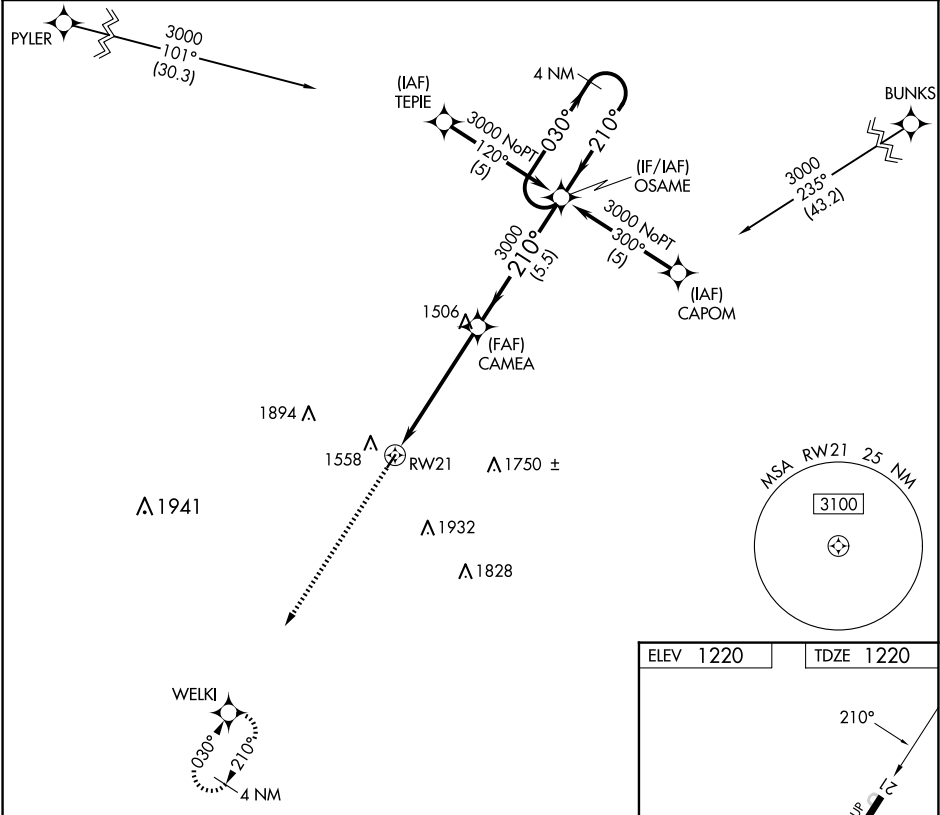 PYLER
3000
101°
(30.3)
(IAF)
TEPIE
3000 NoPT
120°
(5)
4 NM
030°
210°
(IF/IAF)
OSAME
BUNKS
3000
235°
(43.2)
3000 NoPT
300°
(5)
(IAF)
CAPOM
3000
210°
(5.5)
1506
(FAF)
CAMEA
1894
1558
RW21
1750 ±
1941
1932
1828
MSA RW21 25 NM
3100
WELKI
030°
210°
4 NM
ELEV 1220
TDZE 1220
210°
21
UP